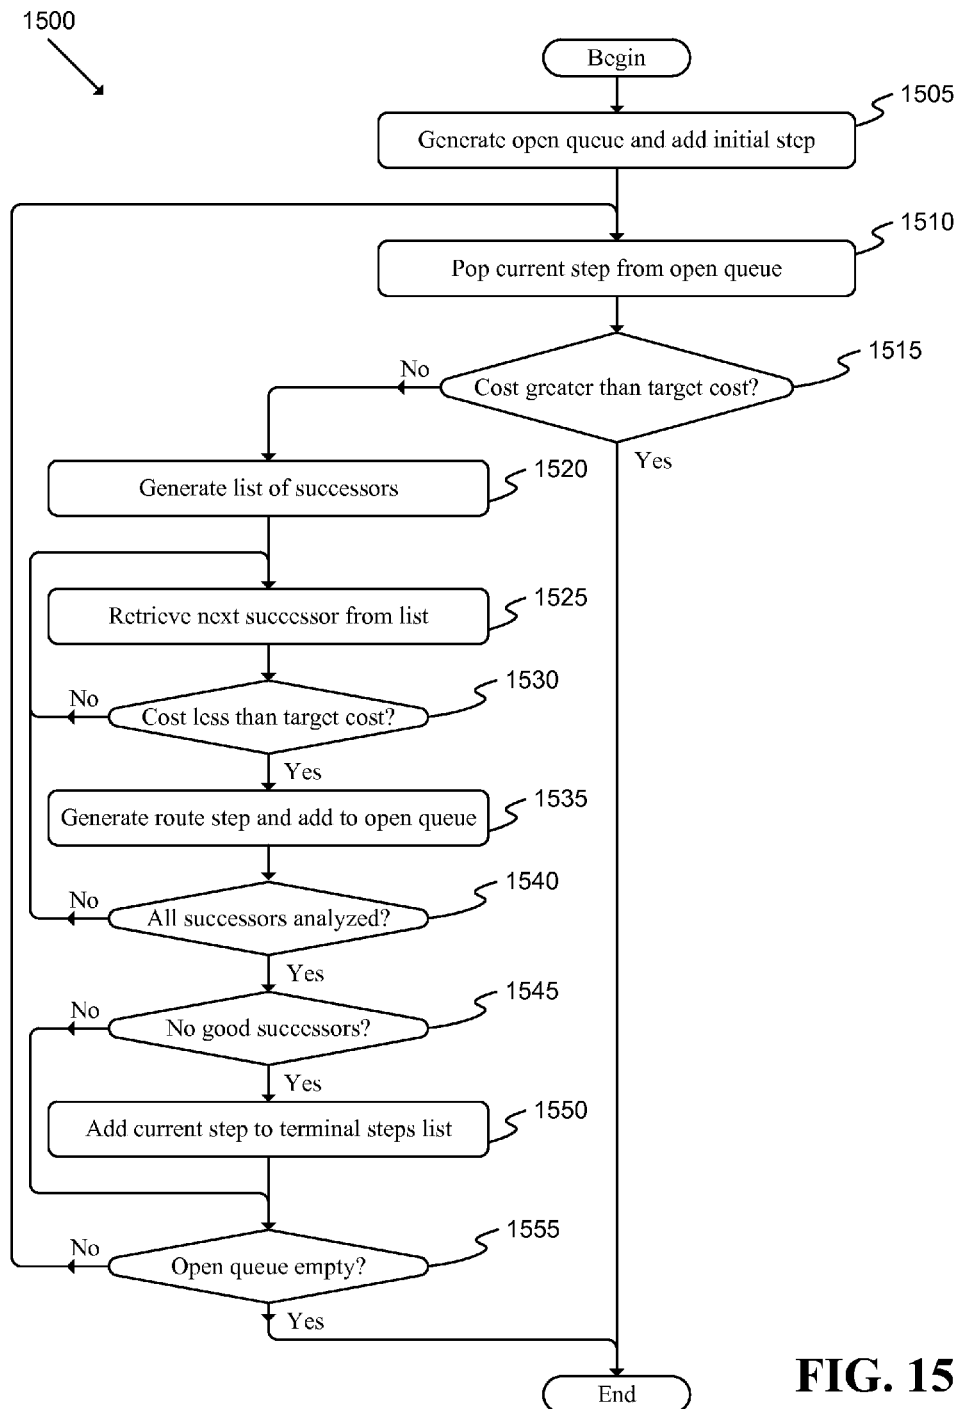 1500
Begin
1505
Generate open queue and add initial step
1510
Pop current step from open queue
1515
No
Cost greater than target cost?
Yes
1520
Generate list of successors
1525
Retrieve next successor from list
1530
No
Cost less than target cost?
Yes
1535
Generate route step and add to open queue
1540
No
All successors analyzed?
Yes
1545
No
No good successors?
Yes
1550
Add current step to terminal steps list
1555
No
Open queue empty?
Yes
End
FIG. 15